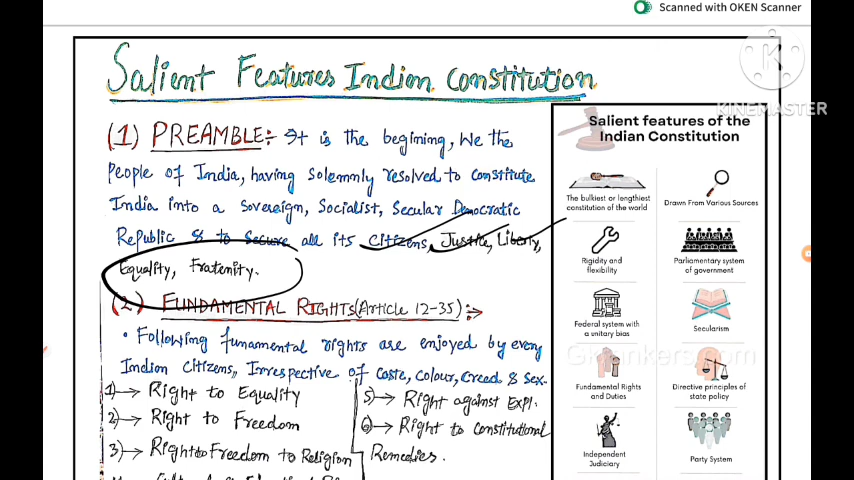 Scanned with OKEN Scanner
KINEMASTER
Salient Features Indian Constitution
(1) PREAMBLE:- It is the begining, We the
People of India, having solemnly resolved to constitute
India into a Sovereign, Socialist, Secular Democratic
Republic & to secure all its citizens, Justice, Liberty,
Equality, Fratenity.
(2) FUNDAMENTAL RIGHTS (Article 12-35) :->
• Following funamental rights are enjoyed by every
Indian Citizens, Irrespective of caste, colour, creed & sex.
1)→ Right to Equality
2)→ Right to Freedom
3)→ Right to Freedom to Religion
5)→ Right against Expl.
6)→ Right to Constitutional
Remedies.
Salient features of the
Indian Constitution
The bulkiest or lengthiest
constitution of the world
Drawn From Various Sources
Rigidity and
flexibility
Parliamentary system
of government
Federal system with
a unitary bias
Secularism
Fundamental Rights
and Duties
Directive principles of
state policy
Independent
Judiciary
Party System